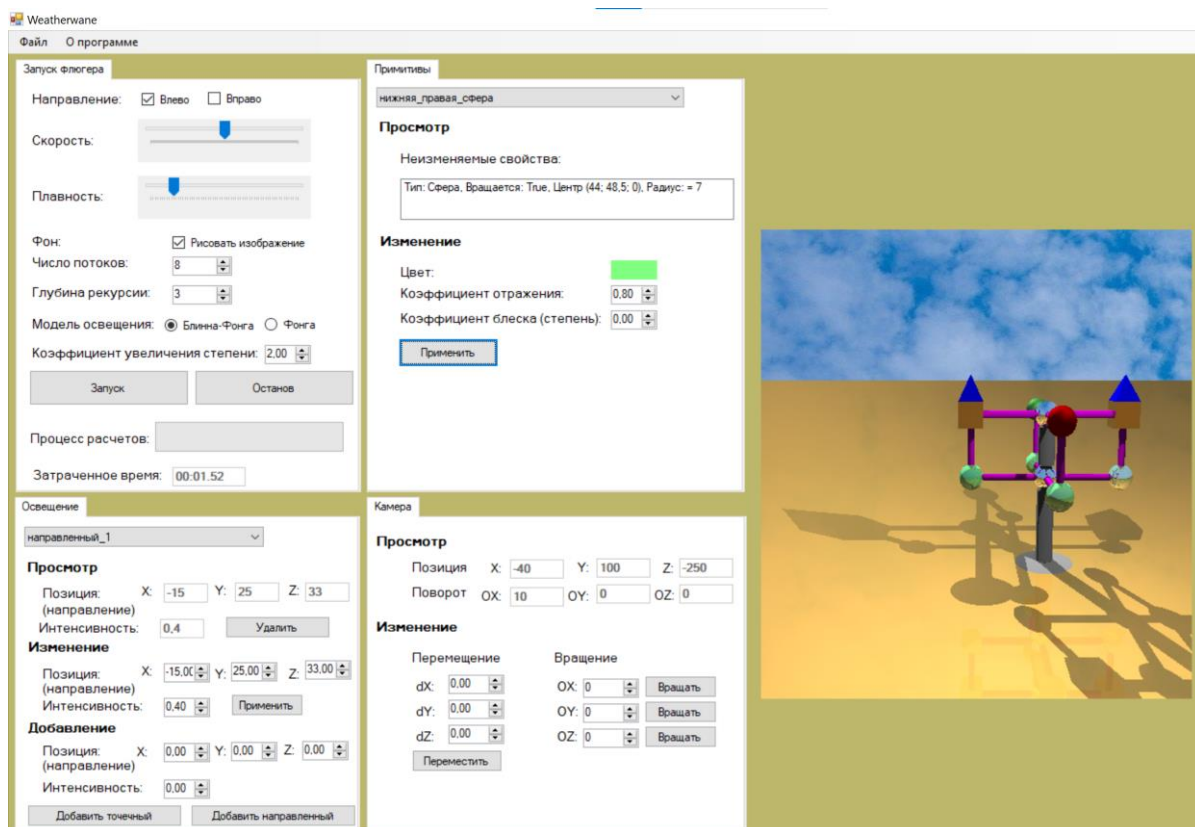 Weatherwane
Файл О программе
Запуск флюгера
Направление: Влево Вправо
Скорость:
Плавность:
Фон: Рисовать изображение
Число потоков: 8
Глубина рекурсии: 3
Модель освещения: Блинна-Фонга Фонга
Коэффициент увеличения степени: 2,00
Запуск Останов
Процесс расчетов:
Затраченное время: 00:01.52
Примитивы
нижняя_правая_сфера
Просмотр
Неизменяемые свойства:
Тип: Сфера, Вращается: True, Центр (44; 48,5; 0), Радиус: = 7
Изменение
Цвет:
Коэффициент отражения: 0,80
Коэффициент блеска (степень): 0,00
Применить
Освещение
направленный_1
Просмотр
Позиция: X: -15 Y: 25 Z: 33
(направление)
Интенсивность: 0,4 Удалить
Изменение
Позиция: X: -15,00 Y: 25,00 Z: 33,00
(направление)
Интенсивность: 0,40 Применить
Добавление
Позиция: X: 0,00 Y: 0,00 Z: 0,00
(направление)
Интенсивность: 0,00
Добавить точечный Добавить направленный
Камера
Просмотр
Позиция X: -40 Y: 100 Z: -250
Поворот OX: 10 OY: 0 OZ: 0
Изменение
Перемещение Вращение
dX: 0,00 OX: 0 Вращать
dY: 0,00 OY: 0 Вращать
dZ: 0,00 OZ: 0 Вращать
Переместить